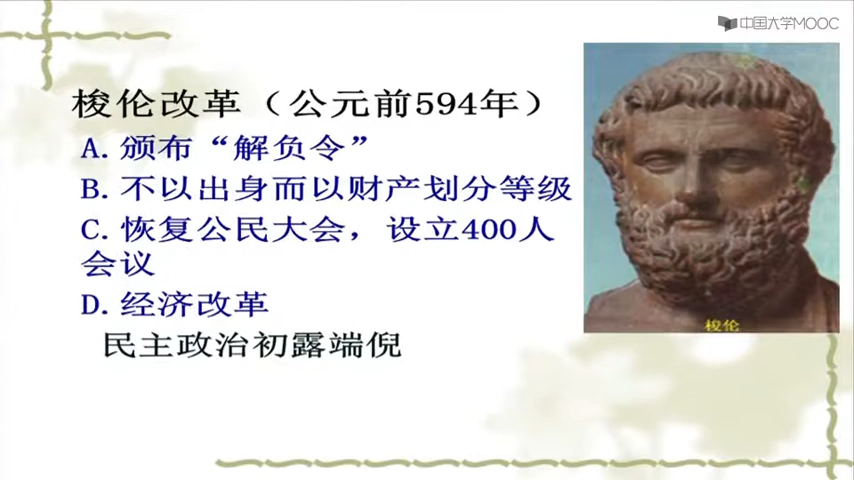 中国大学MOOC
梭伦改革（公元前594年）
A. 颁布“解负令”
B. 不以出身而以财产划分等级
C. 恢复公民大会，设立400人
会议
D. 经济改革
民主政治初露端倪
梭伦